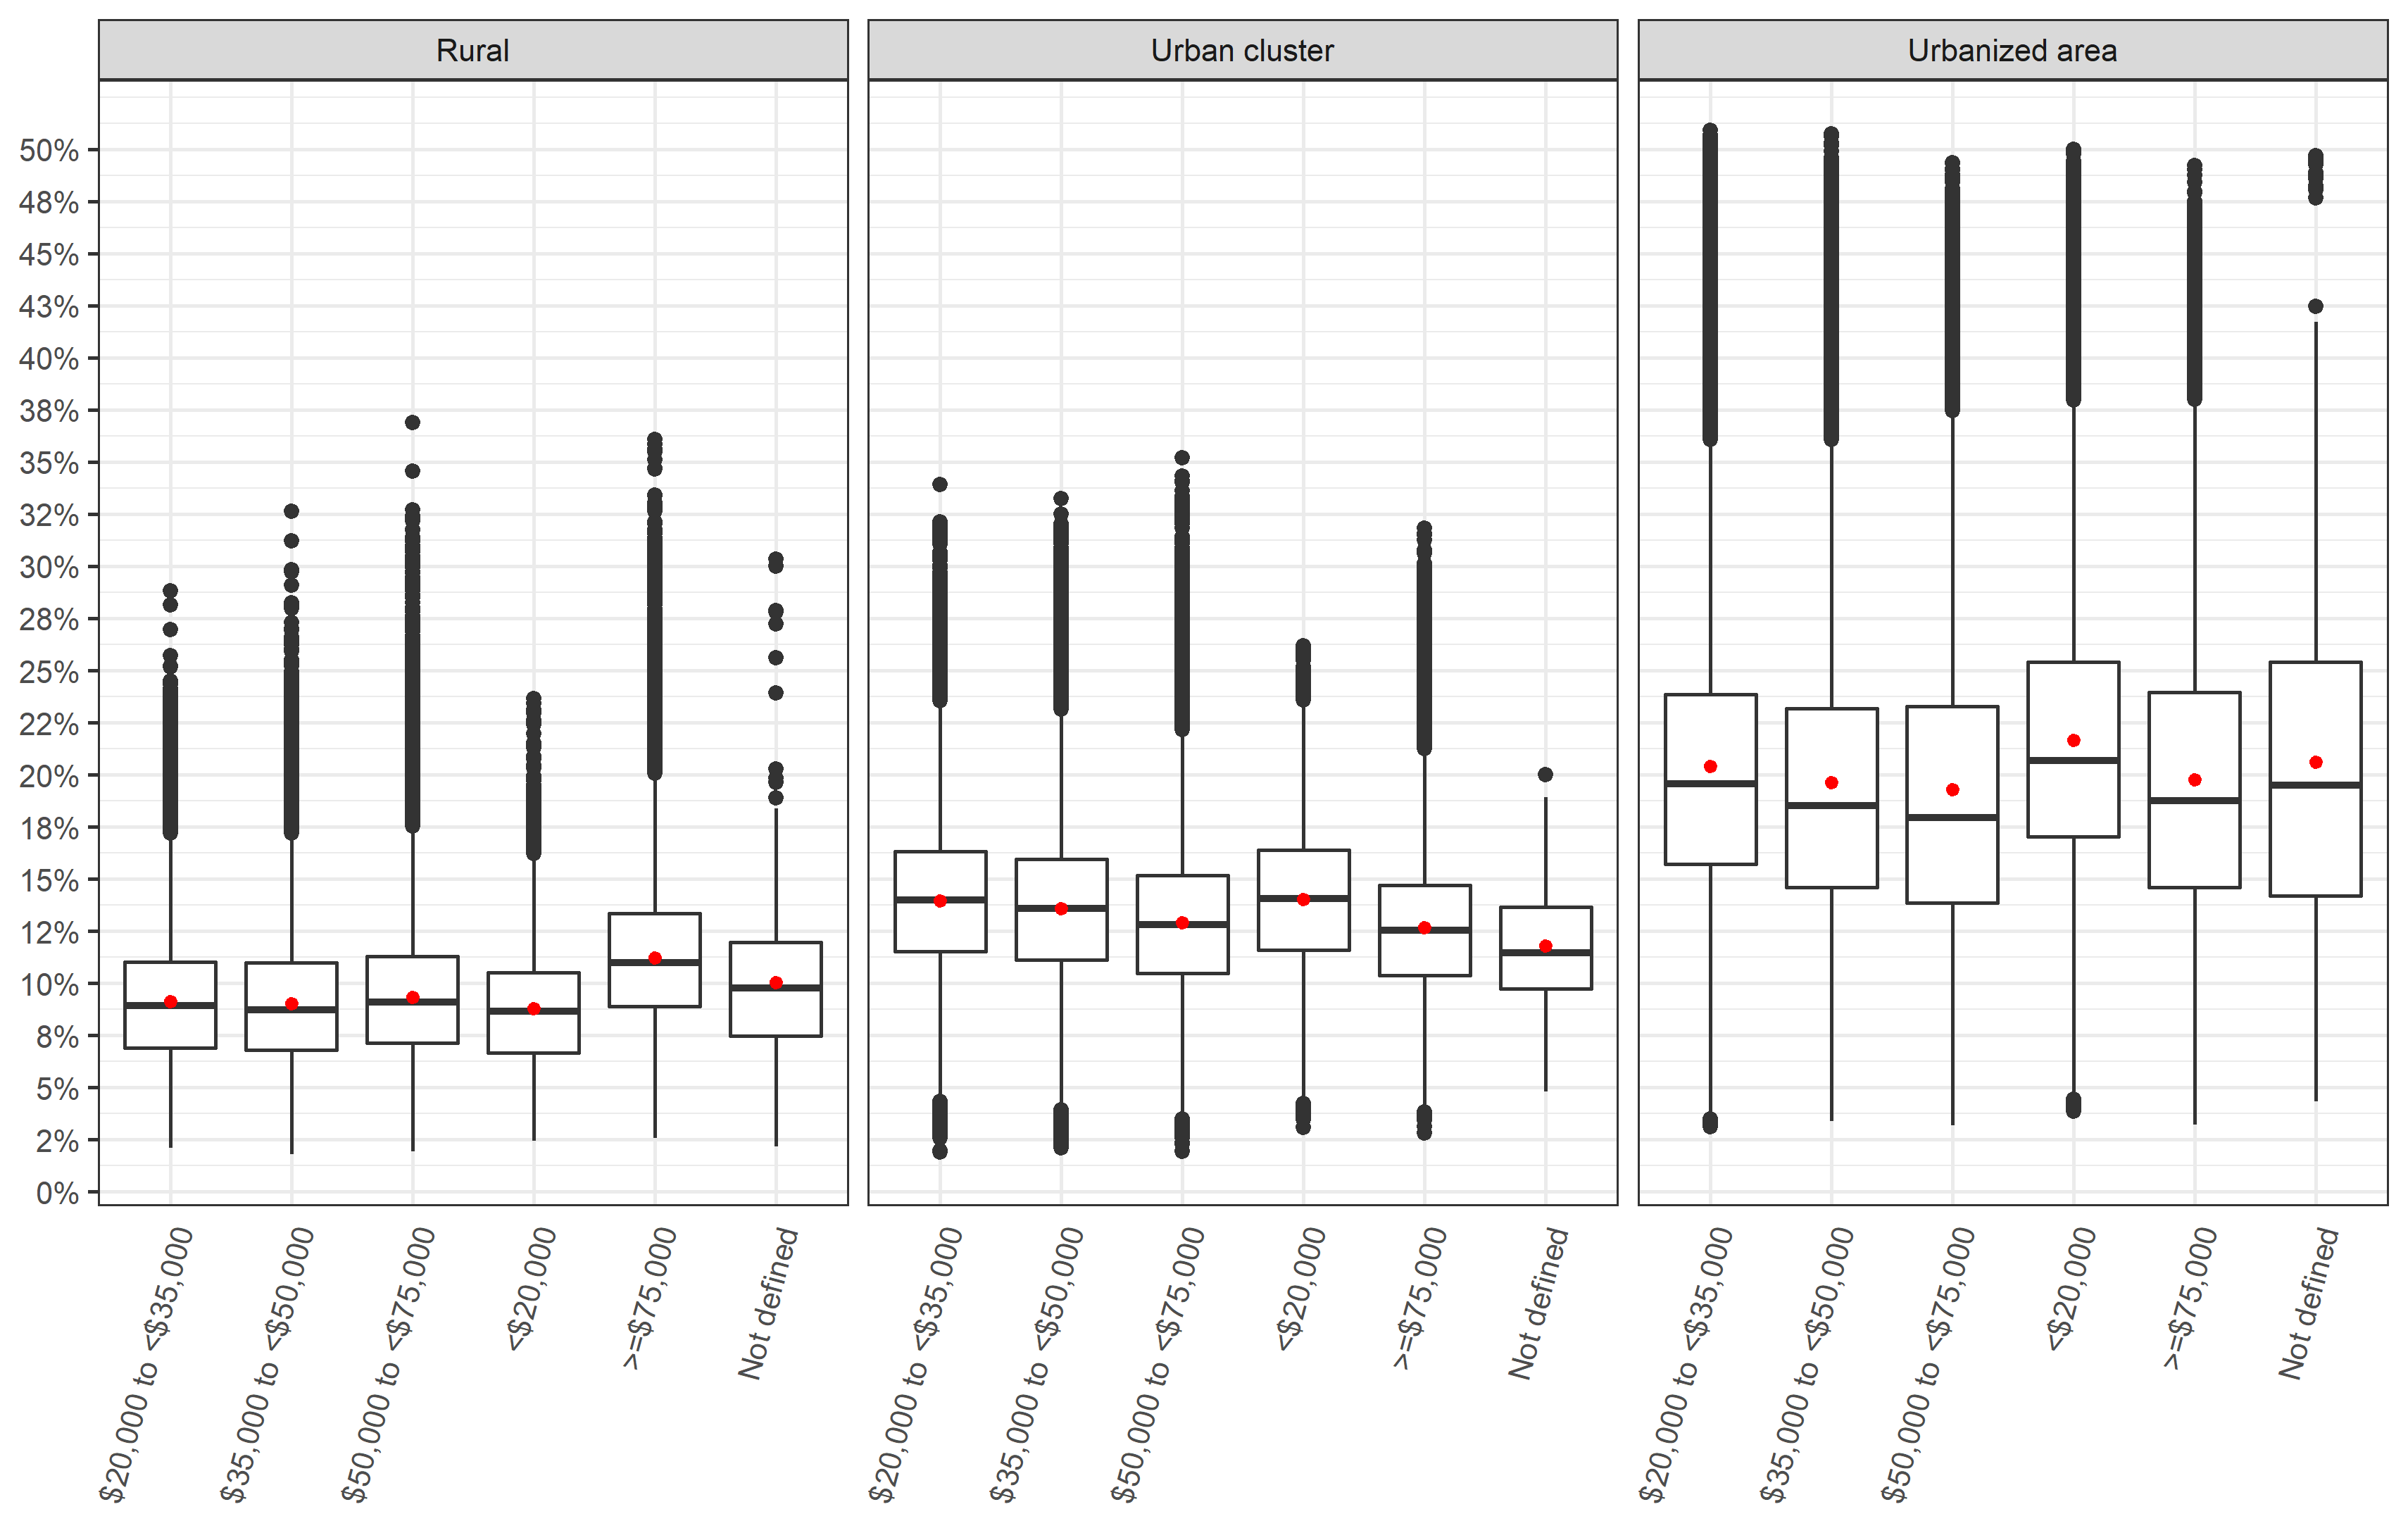 Rural
Urban cluster
Urbanized area
50%
48%
45%
43%
40%
38%
35%
32%
30%
28%
25%
22%
20%
18%
15%
12%
10%
8%
5%
2%
0%
$20,000 to <$35,000
$35,000 to <$50,000
$50,000 to <$75,000
<$20,000
>=$75,000
Not defined
$20,000 to <$35,000
$35,000 to <$50,000
$50,000 to <$75,000
<$20,000
>=$75,000
Not defined
$20,000 to <$35,000
$35,000 to <$50,000
$50,000 to <$75,000
<$20,000
>=$75,000
Not defined